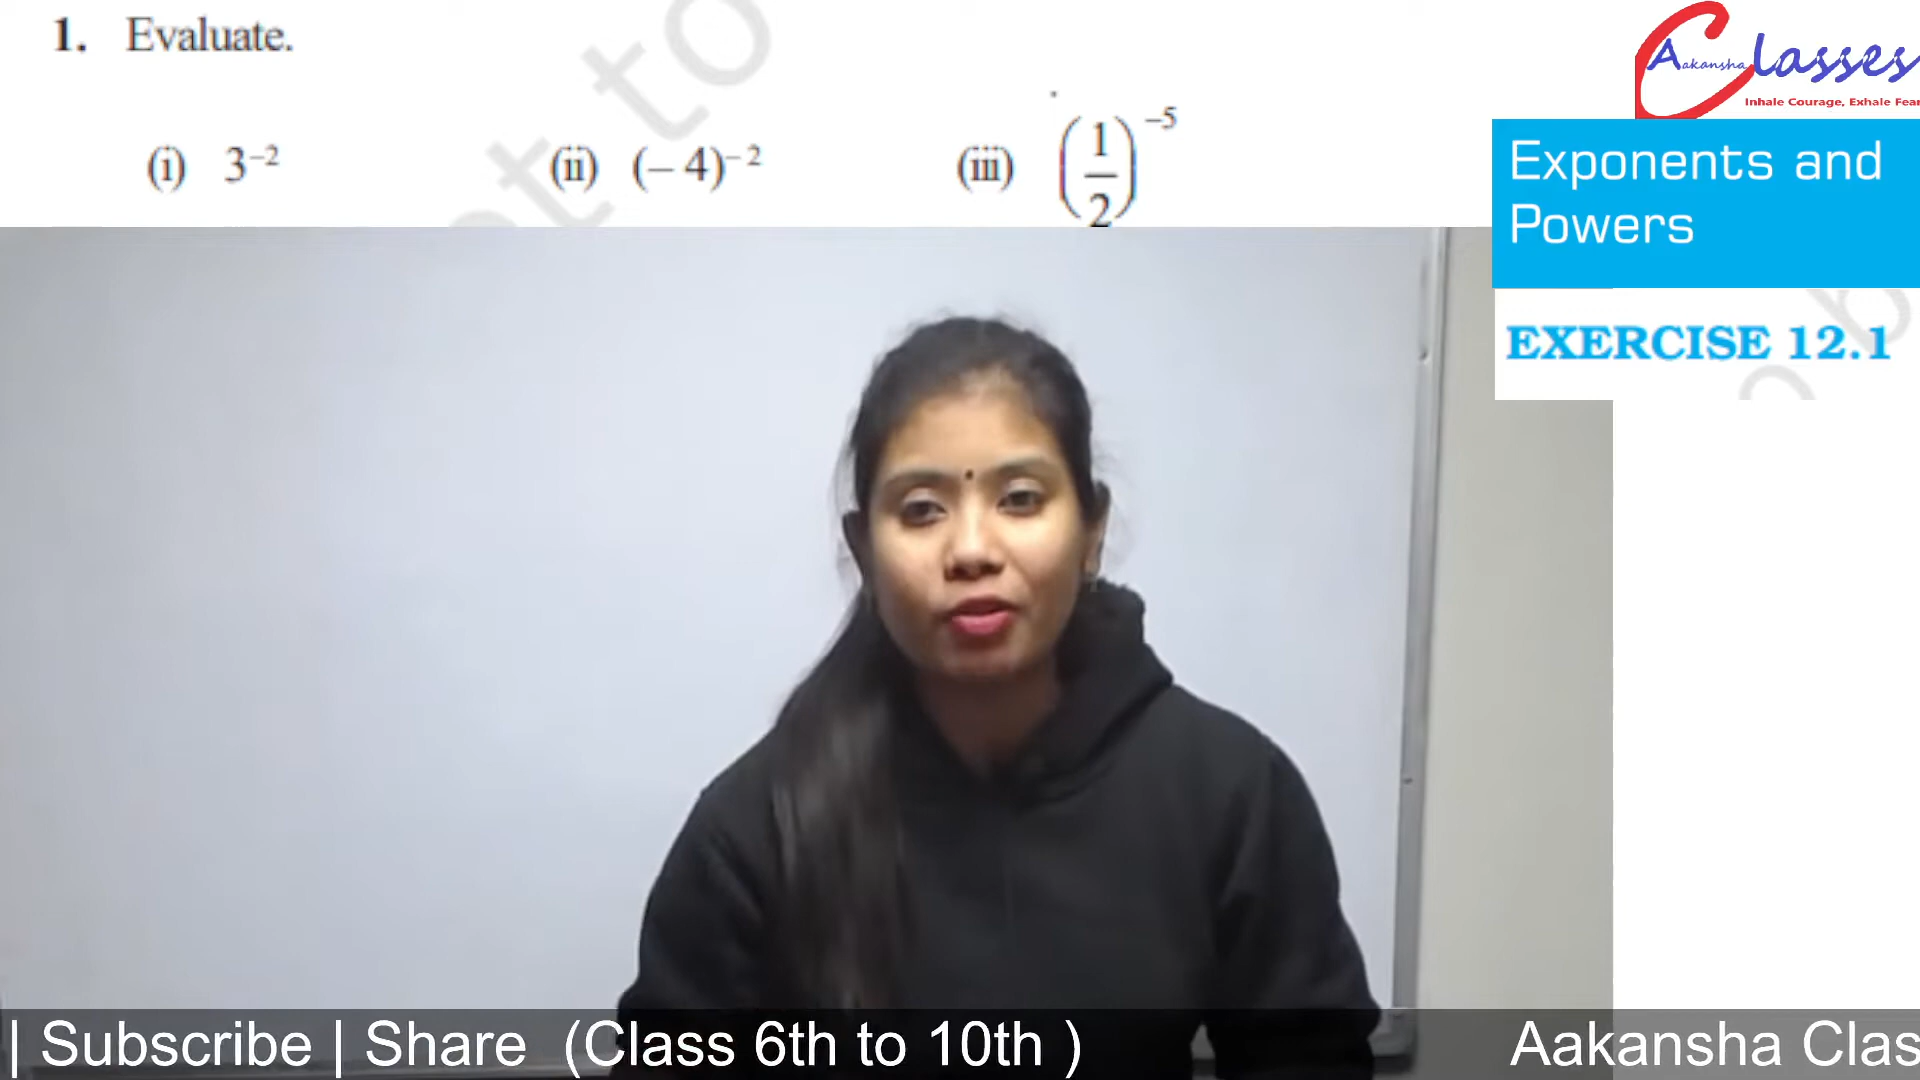 1. Evaluate.
(i) 3⁻² (ii) (– 4)⁻ ² (iii) (1/2)⁻⁵
Aakansha Classes
Inhale Courage, Exhale Fear
Exponents and
Powers
EXERCISE 12.1
| Subscribe | Share (Class 6th to 10th ) Aakansha Clas